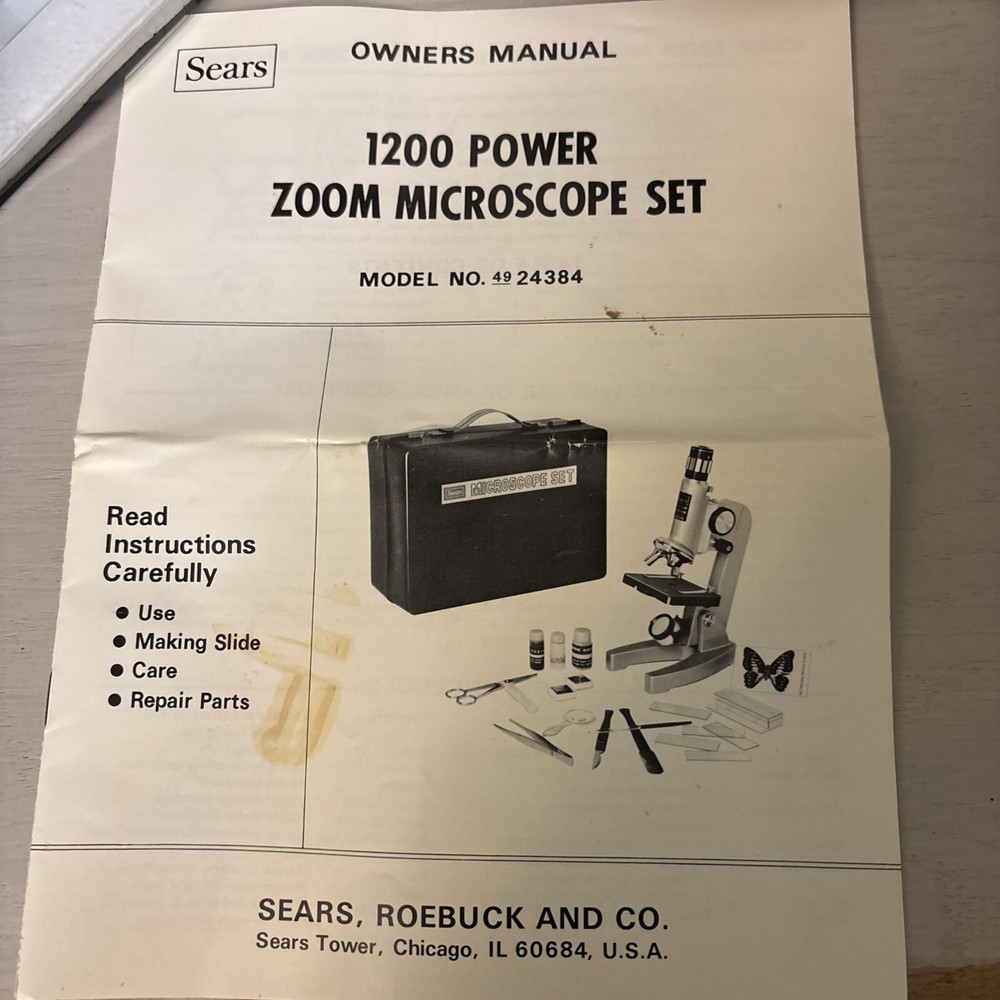 Sears
OWNERS MANUAL
1200 POWER
ZOOM MICROSCOPE SET
MODEL NO. 49 24384
MICROSCOPE SET
Read
Instructions
Carefully
● Use
● Making Slide
● Care
● Repair Parts
SEARS, ROEBUCK AND CO.
Sears Tower, Chicago, IL 60684, U.S.A.